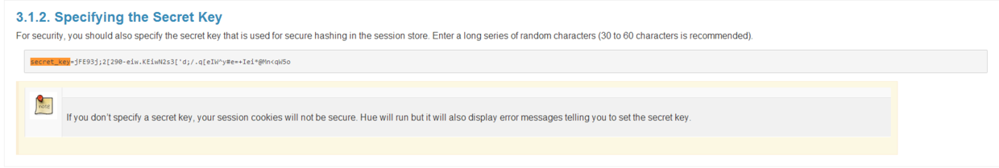 3.1.2. Specifying the Secret Key
For security, you should also specify the secret key that is used for secure hashing in the session store. Enter a long series of random characters (30 to 60 characters is recommended).
secret_key=jFE93j;2[290-eiw.KEiwN2s3['d;/.q[eIW^y#e=+Iei*@Mn<qW5o
NOTE
If you don't specify a secret key, your session cookies will not be secure. Hue will run but it will also display error messages telling you to set the secret key.